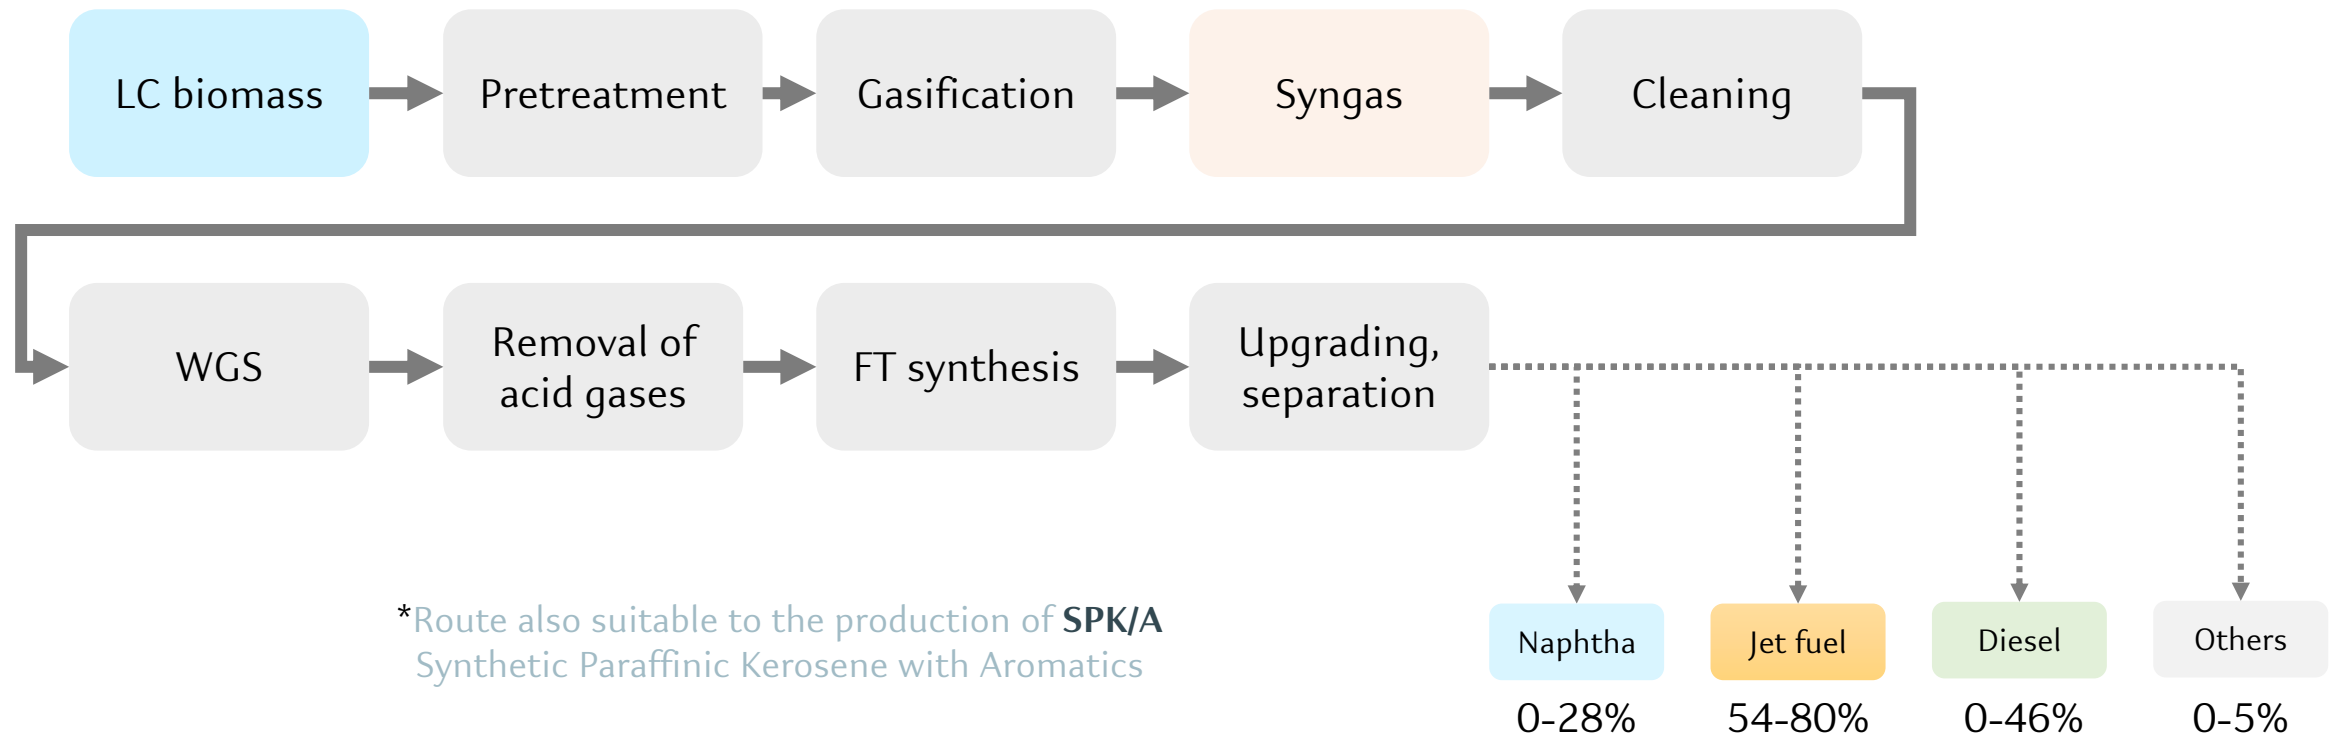 LC biomass
Pretreatment
Gasification
Syngas
Cleaning
WGS
Removal of
acid gases
FT synthesis
Upgrading,
separation
*Route also suitable to the production of SPK/A
Synthetic Paraffinic Kerosene with Aromatics
Naphtha
Jet fuel
Diesel
Others
0-28%
54-80%
0-46%
0-5%